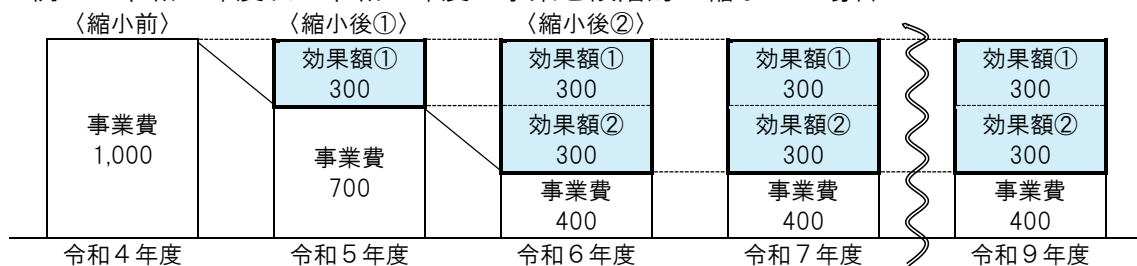 〈縮小前〉 〈縮小後①〉 〈縮小後②〉
効果額① 効果額① 効果額① 効果額①
300 300 300 300
事業費 効果額② 効果額② 効果額②
1,000 事業費 300 300 300
700 事業費 事業費 事業費
400 400 400
令和4年度 令和5年度 令和6年度 令和7年度 令和9年度